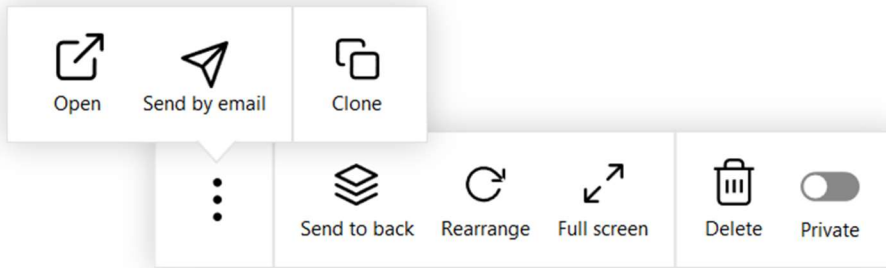 Open
Send by email
Clone
Send to back
Rearrange
Full screen
Delete
Private